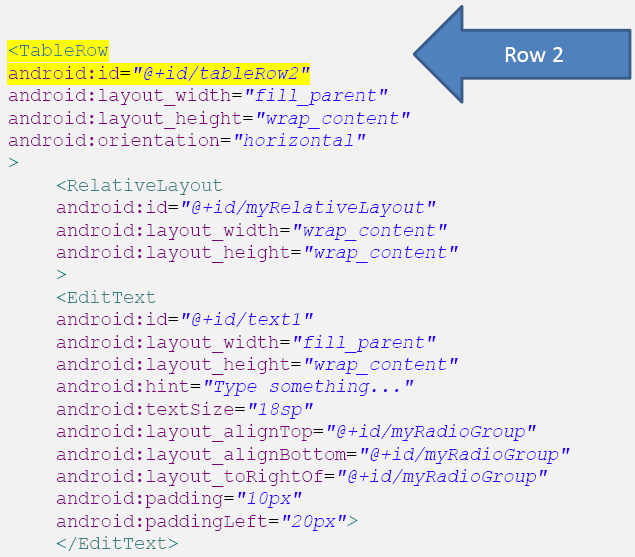 <TableRow
Row 2
android:id="@+id/tableRow2"
android:layout_width="fill_parent"
android:layout_height="wrap_content"
android:orientation="horizontal"
>
<RelativeLayout
android:id="@+id/myRelativeLayout"
android:layout_width="wrap_content"
android:layout_height="wrap_content"
>
<EditText
android:id="@+id/text1"
android:layout_width="fill_parent"
android:layout_height="wrap_content"
android:hint="Type something..."
android:textSize="18sp"
android:layout_alignTop="@+id/myRadioGroup"
android:layout_alignBottom="@+id/myRadioGroup"
android:layout_toRightOf="@+id/myRadioGroup"
android:padding="10px"
android:paddingLeft="20px">
</EditText>